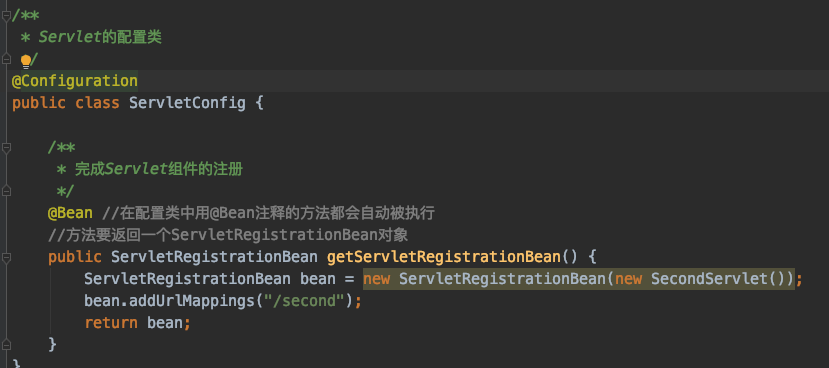 /**
 * Servlet的配置类
 */
@Configuration
public class ServletConfig {
    /**
     * 完成Servlet组件的注册
     */
    @Bean //在配置类中用@Bean注释的方法都会自动被执行
    //方法要返回一个ServletRegistrationBean对象
    public ServletRegistrationBean getServletRegistrationBean() {
        ServletRegistrationBean bean = new ServletRegistrationBean(new SecondServlet());
        bean.addUrlMappings("/second");
        return bean;
    }
}